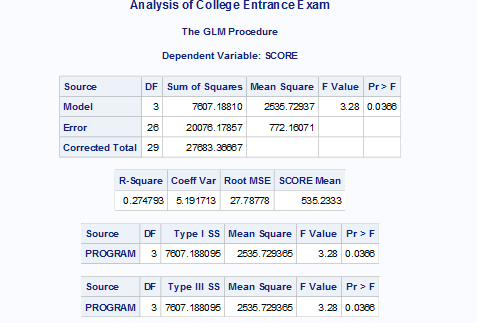 Analysis of College Entrance Exam
The GLM Procedure
Dependent Variable: SCORE
Source DF Sum of Squares Mean Square F Value Pr > F
Model 3 7607.18810 2535.72937 3.28 0.0366
Error 26 20076.17857 772.16071
Corrected Total 29 27683.36667
R-Square Coeff Var Root MSE SCORE Mean
0.274793 5.191713 27.78778 535.2333
Source DF Type I SS Mean Square F Value Pr > F
PROGRAM 3 7607.188095 2535.729365 3.28 0.0366
Source DF Type III SS Mean Square F Value Pr > F
PROGRAM 3 7607.188095 2535.729365 3.28 0.0366